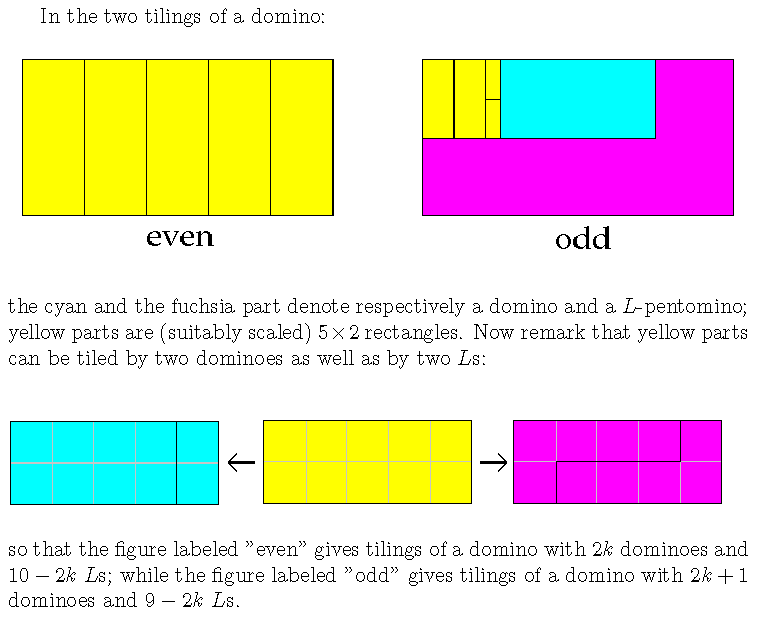 In the two tilings of a domino:
even
odd
the cyan and the fuchsia part denote respectively a domino and a L-pentomino;
yellow parts are (suitably scaled) 5×2 rectangles. Now remark that yellow parts
can be tiled by two dominoes as well as by two Ls:
so that the figure labeled ”even” gives tilings of a domino with 2k dominoes and
10 − 2k Ls; while the figure labeled ”odd” gives tilings of a domino with 2k + 1
dominoes and 9 − 2k Ls.